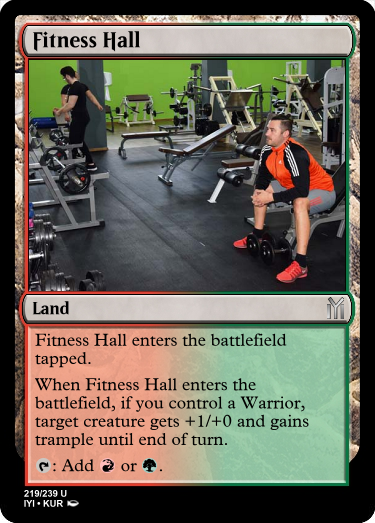 Fitness Hall
Land
Fitness Hall enters the battlefield
tapped.
When Fitness Hall enters the
battlefield, if you control a Warrior,
target creature gets +1/+0 and gains
trample until end of turn.
: Add or .
219/239 U
IYI • KUR